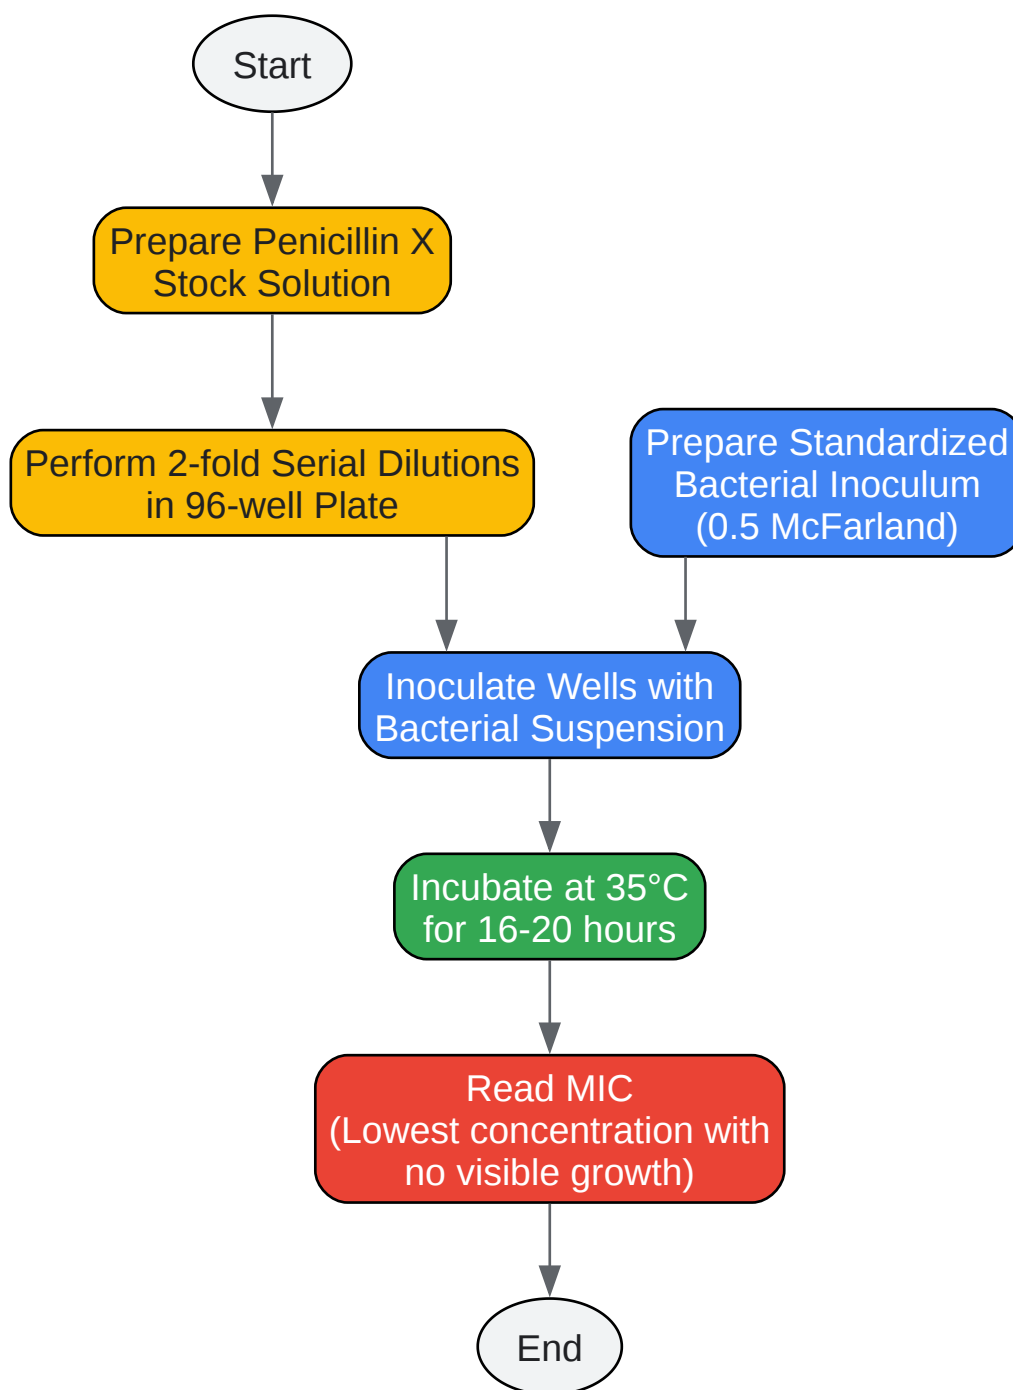 Start
Prepare Penicillin X
Stock Solution
Perform 2-fold Serial Dilutions
in 96-well Plate
Prepare Standardized
Bacterial Inoculum
(0.5 McFarland)
Inoculate Wells with
Bacterial Suspension
Incubate at 35°C
for 16-20 hours
Read MIC
(Lowest concentration with
no visible growth)
End